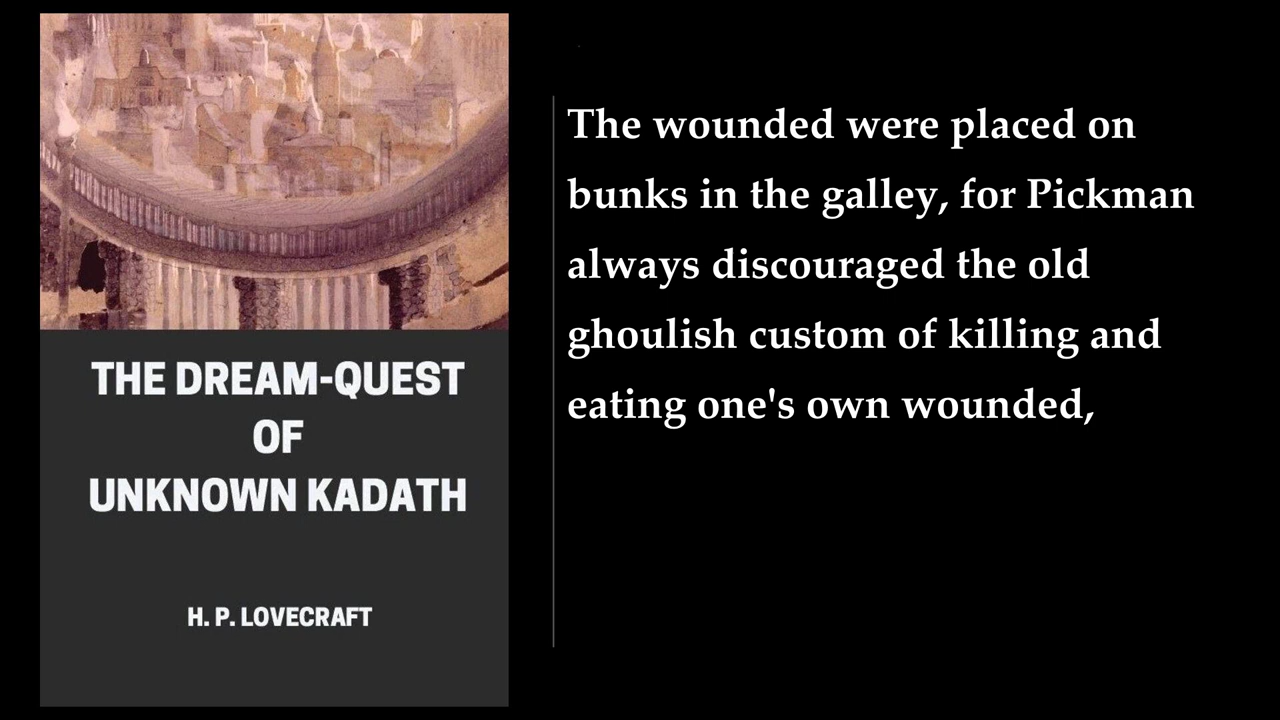 THE DREAM-QUEST
OF
UNKNOWN KADATH
H. P. LOVECRAFT
The wounded were placed on
bunks in the galley, for Pickman
always discouraged the old
ghoulish custom of killing and
eating one's own wounded,